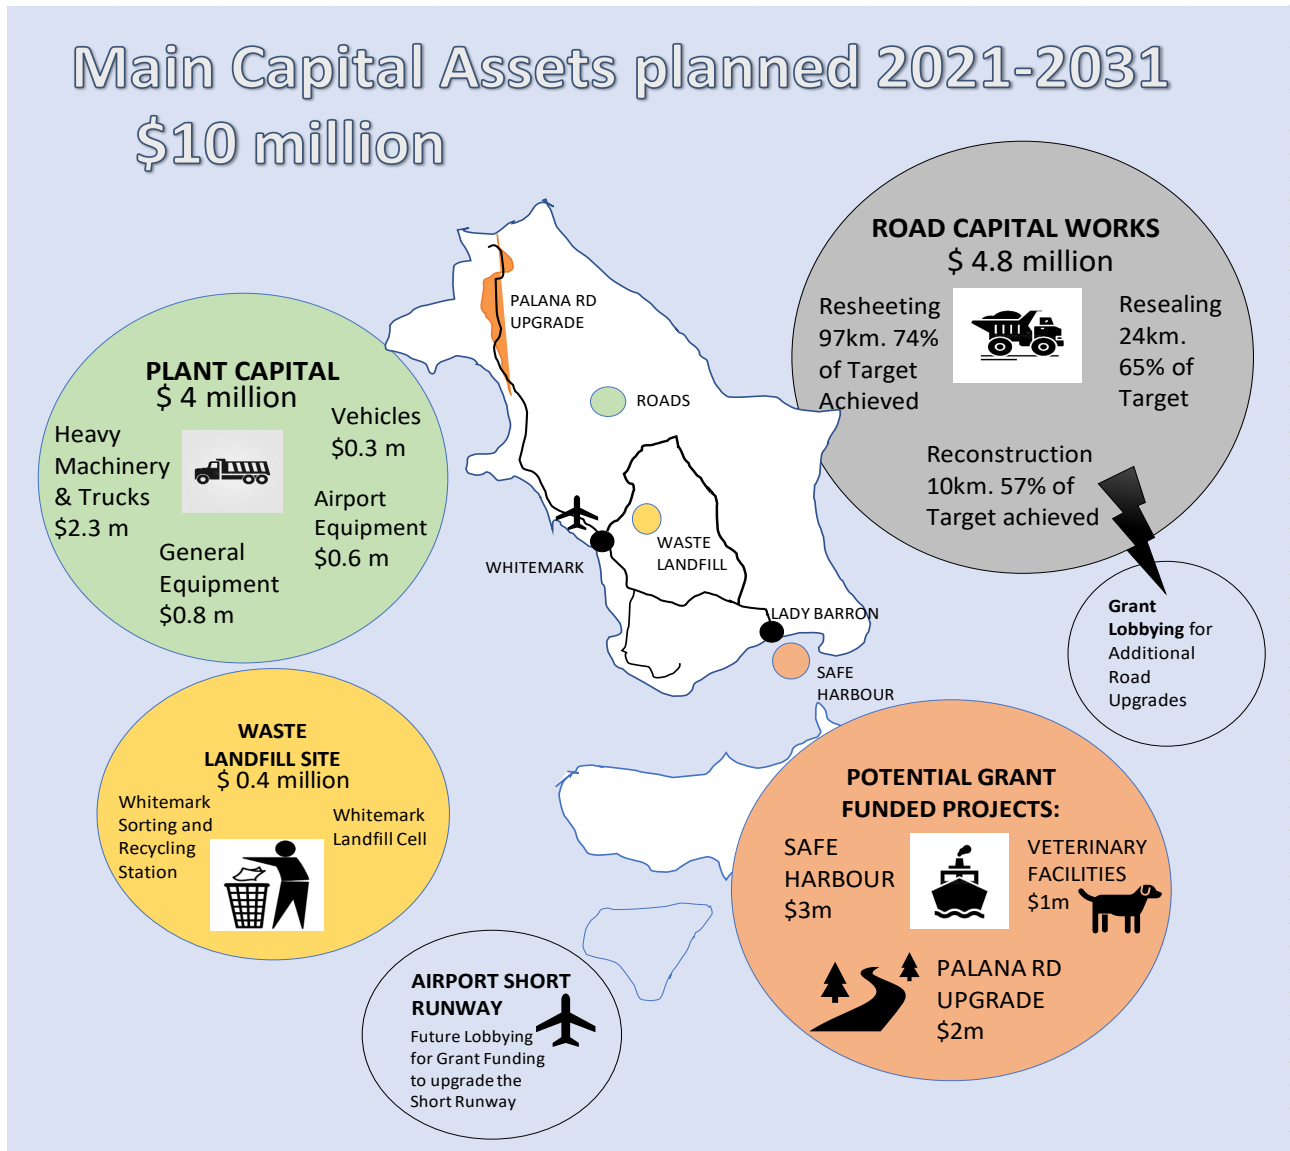 Main Capital Assets planned 2021-2031
$10 million
ROAD CAPITAL WORKS
$ 4.8 million
Resheeting
97km. 74%
of Target
Achieved
Resealing
24km.
65% of
Target
Reconstruction
10km. 57% of
Target achieved
Grant
Lobbying for
Additional
Road
Upgrades
PALANA RD
UPGRADE
ROADS
WHITEMARK
WASTE
LANDFILL
LADY BARRON
SAFE
HARBOUR
PLANT CAPITAL
$ 4 million
Heavy
Machinery
& Trucks
$2.3 m
Vehicles
$0.3 m
Airport
Equipment
$0.6 m
General
Equipment
$0.8 m
WASTE
LANDFILL SITE
$ 0.4 million
Whitemark
Sorting and
Recycling
Station
Whitemark
Landfill Cell
POTENTIAL GRANT
FUNDED PROJECTS:
SAFE
HARBOUR
$3m
VETERINARY
FACILITIES
$1m
PALANA RD
UPGRADE
$2m
AIRPORT SHORT
RUNWAY
Future Lobbying
for Grant Funding
to upgrade the
Short Runway